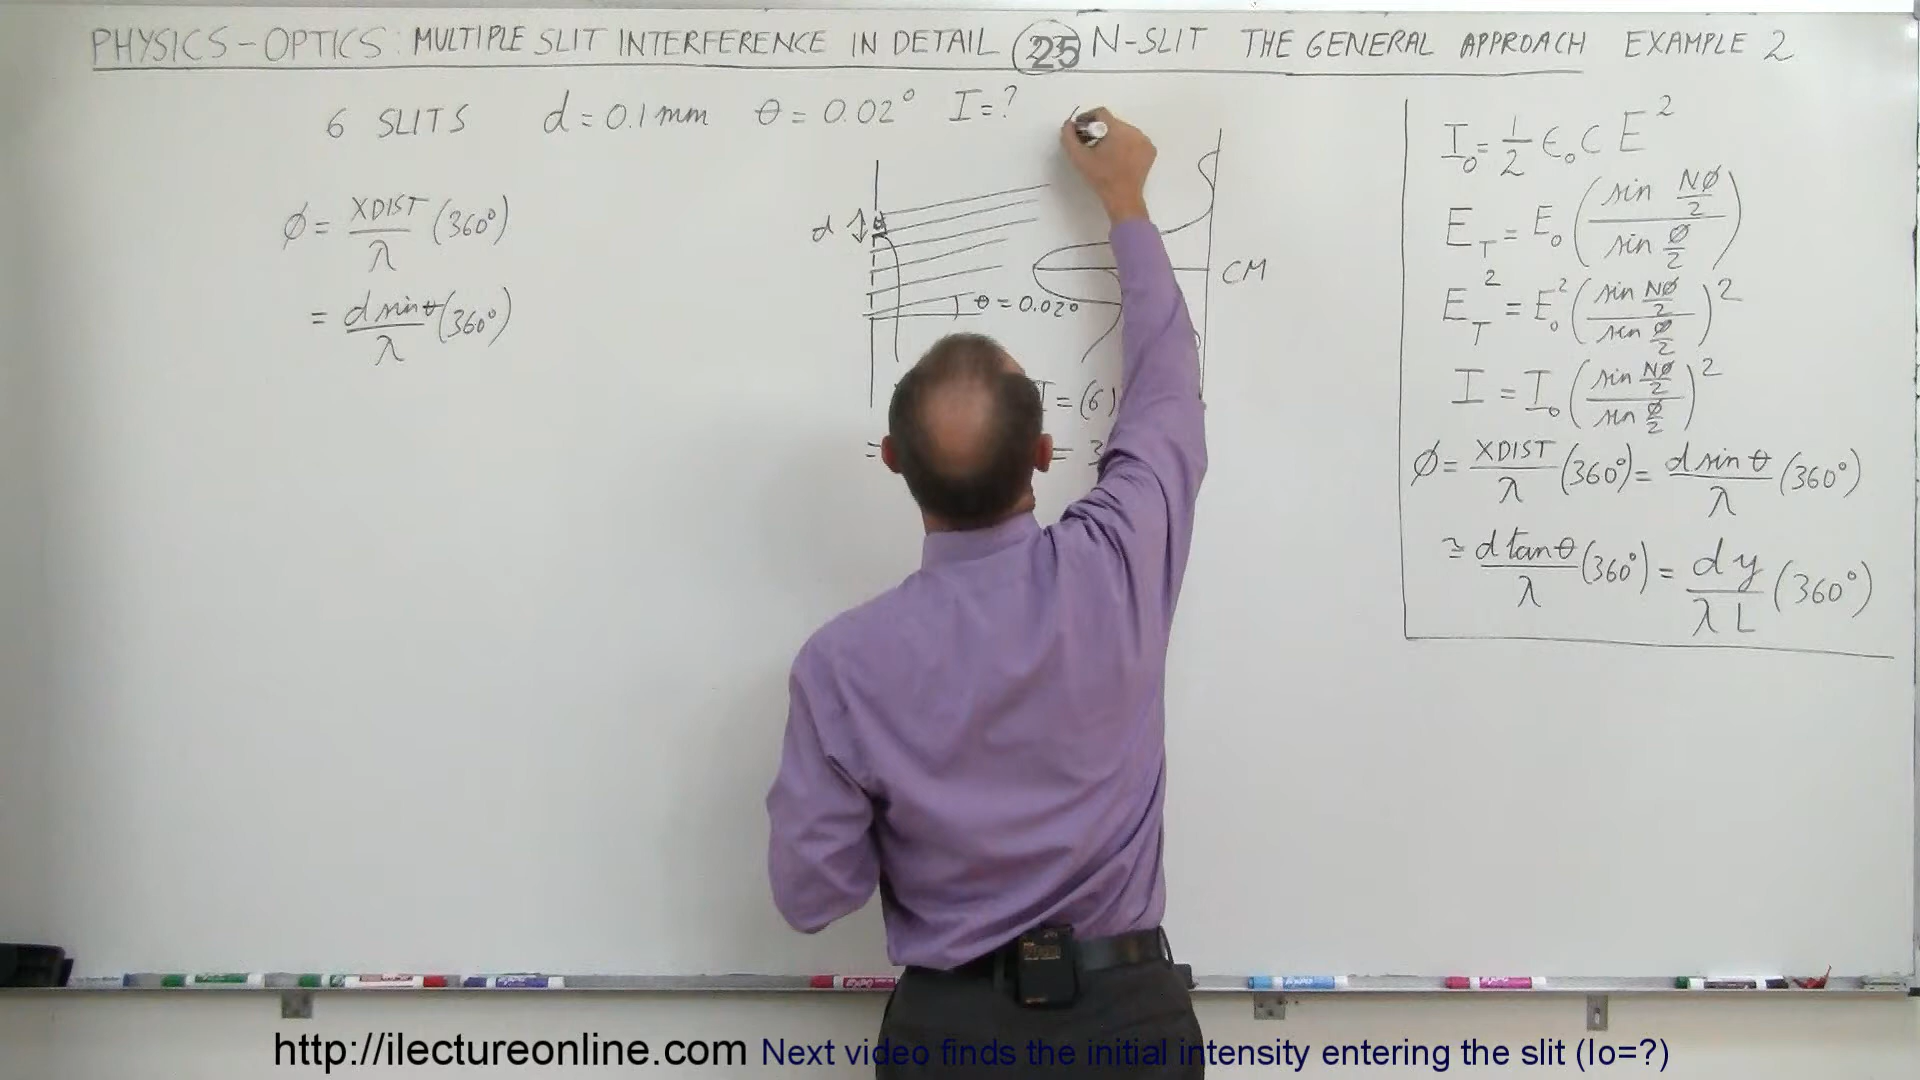 PHYSICS - OPTICS: MULTIPLE SLIT INTERFERENCE IN DETAIL 25 N-SLIT THE GENERAL APPROACH EXAMPLE 2
6 SLITS d = 0.1 mm θ = 0.02° I = ?
ϕ = XDIST/λ (360°)
= d sin θ/λ (360°)
d
CM
θ = 0.02°
I = (6)
= 3
I₀ = 1/2 ϵ₀ c E²
E_T = E₀ (sin Nϕ/2 / sin ϕ/2)
E_T² = E₀² (sin Nϕ/2 / sin ϕ/2)²
I = I₀ (sin Nϕ/2 / sin ϕ/2)²
ϕ = XDIST/λ (360°) = d sin θ/λ (360°)
≅ d tan θ/λ (360°) = d y/λ L (360°)
http://ilectureonline.com Next video finds the initial intensity entering the slit (Io=?)